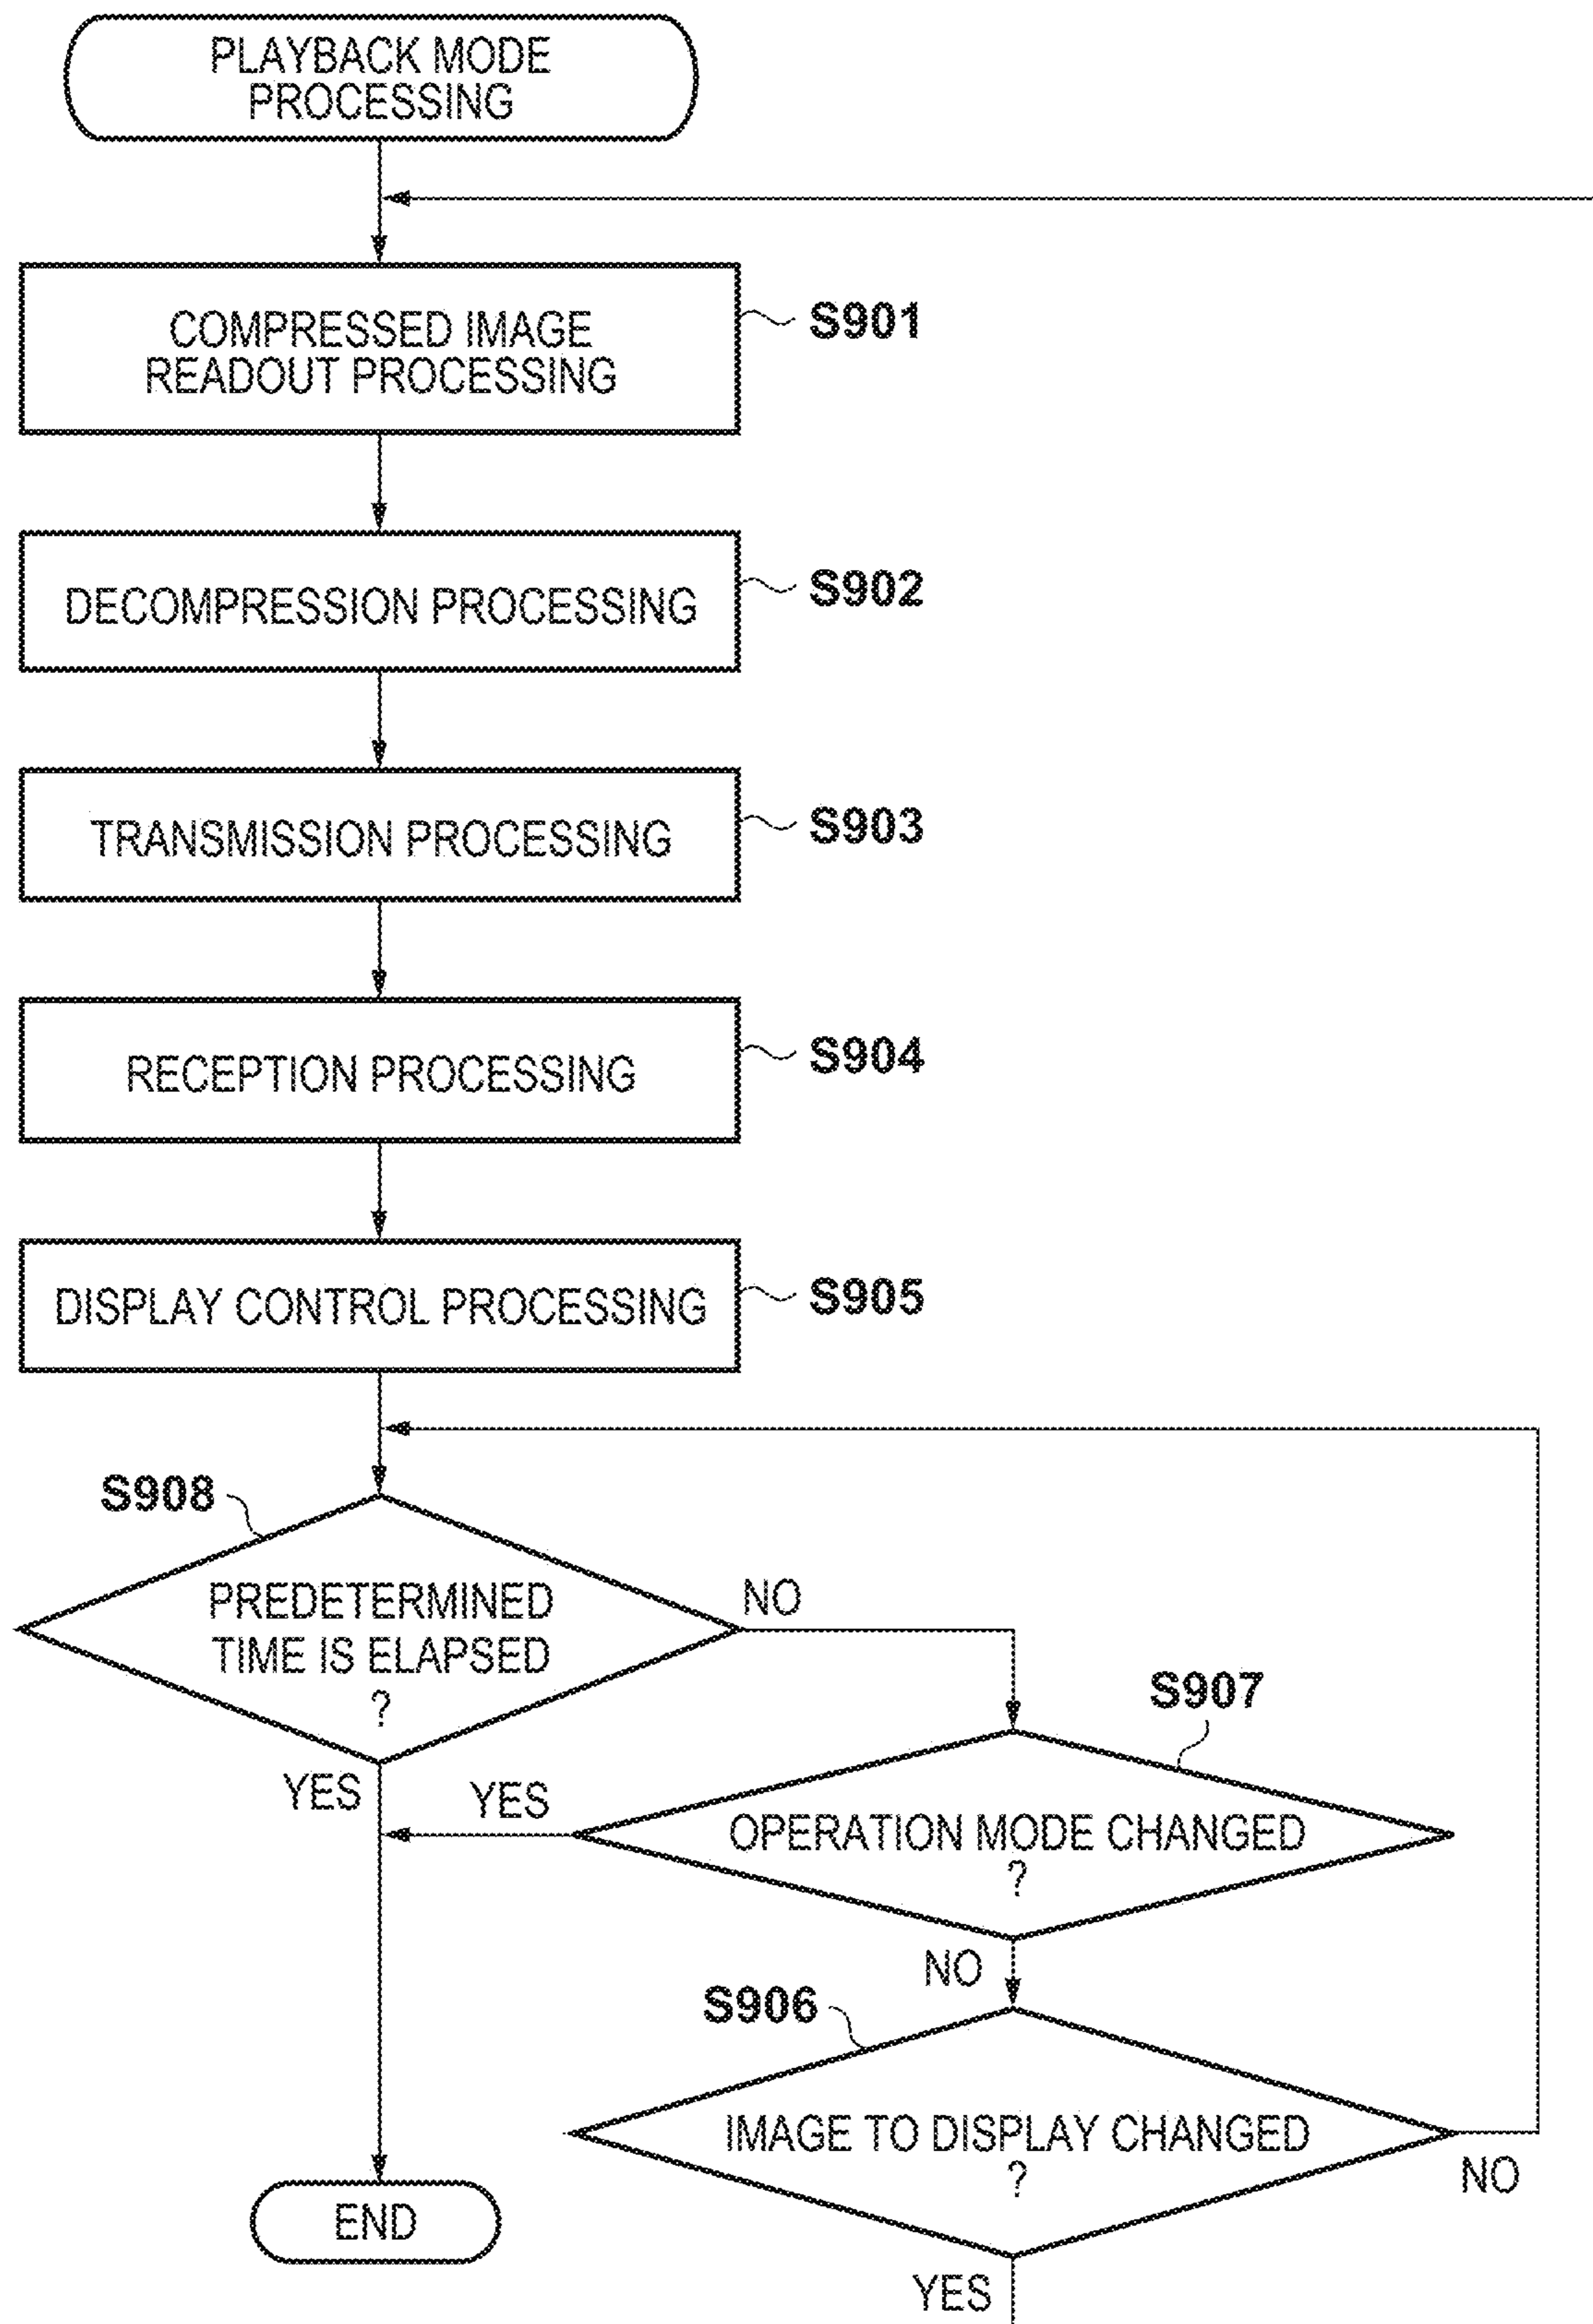 PLAYBACK MODE
PROCESSING
COMPRESSED IMAGE
READOUT PROCESSING
S901
DECOMPRESSION PROCESSING
S902
TRANSMISSION PROCESSING
S903
RECEPTION PROCESSING
S904
DISPLAY CONTROL PROCESSING
S905
S908
PREDETERMINED
TIME IS ELAPSED
?
NO
YES
S907
OPERATION MODE CHANGED
?
YES
NO
S906
IMAGE TO DISPLAY CHANGED
?
NO
YES
END